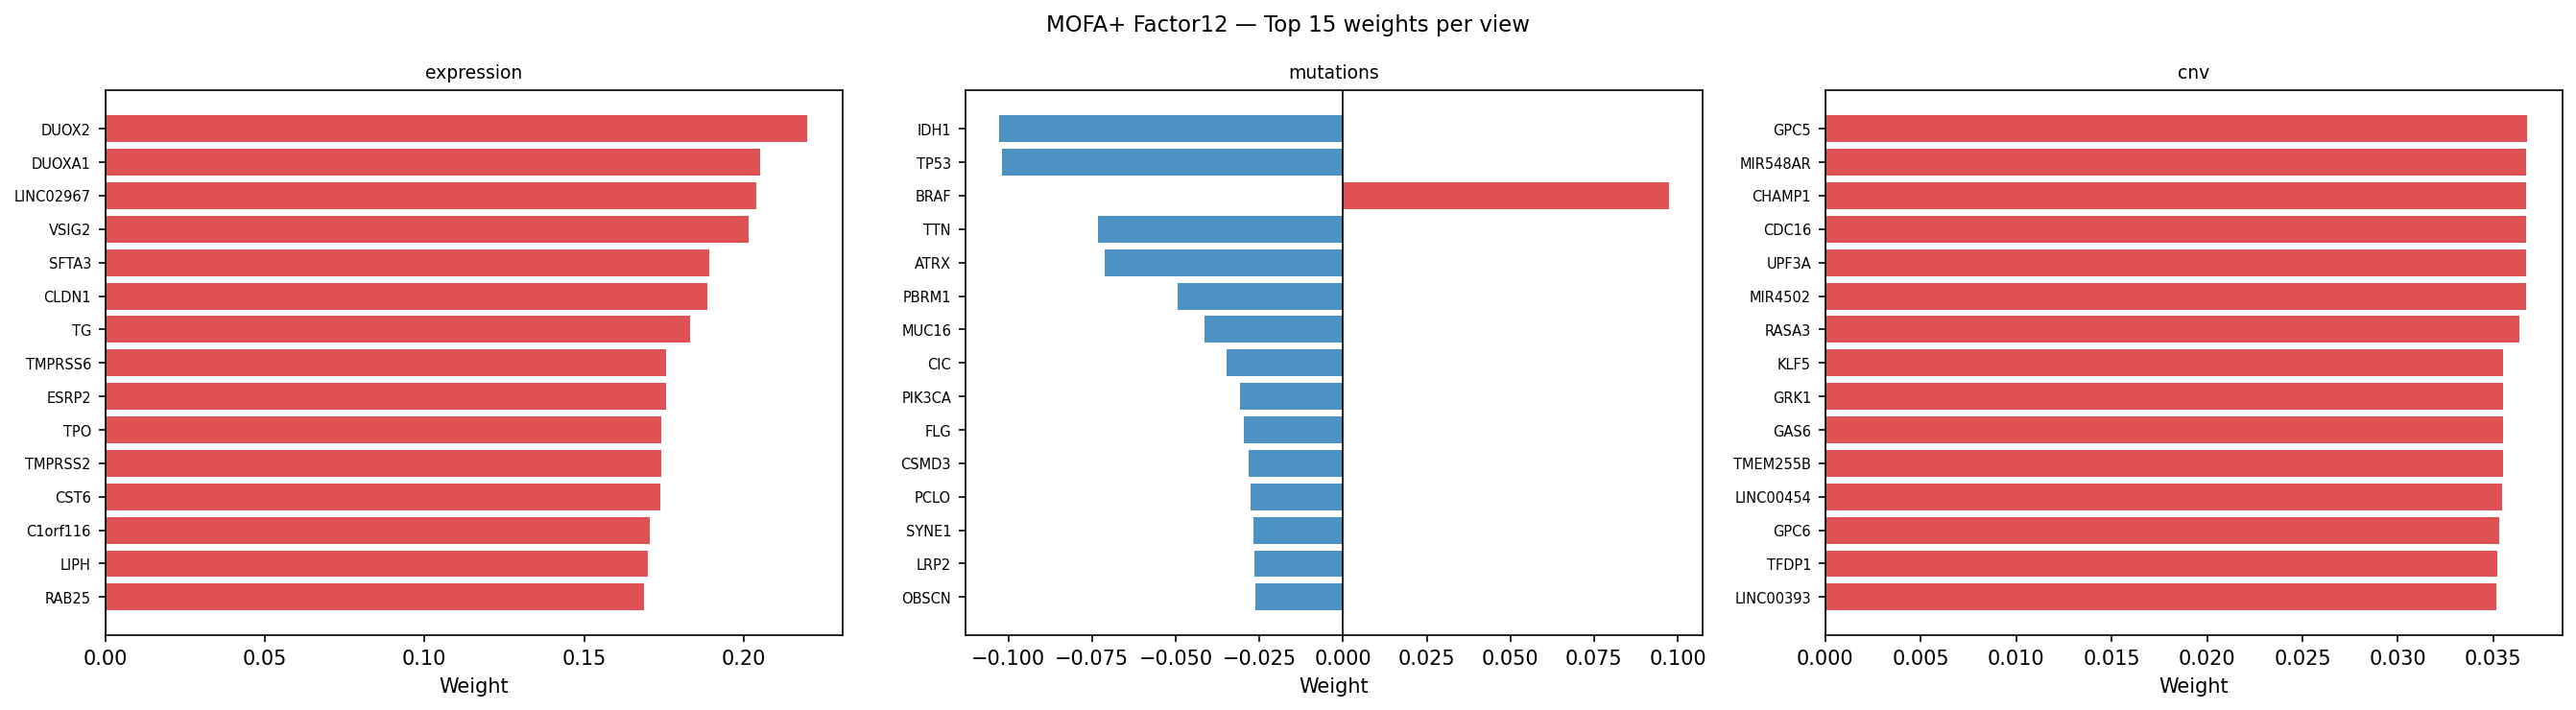 MOFA+ Factor12 — Top 15 weights per view
expression
DUOX2
DUOXA1
LINC02967
VSIG2
SFTA3
CLDN1
TG
TMPRSS6
ESRP2
TPO
TMPRSS2
CST6
C1orf116
LIPH
RAB25
0.00 0.05 0.10 0.15 0.20
Weight
mutations
IDH1
TP53
BRAF
TTN
ATRX
PBRM1
MUC16
CIC
PIK3CA
FLG
CSMD3
PCLO
SYNE1
LRP2
OBSCN
−0.100 −0.075 −0.050 −0.025 0.000 0.025 0.050 0.075 0.100
Weight
cnv
GPC5
MIR548AR
CHAMP1
CDC16
UPF3A
MIR4502
RASA3
KLF5
GRK1
GAS6
TMEM255B
LINC00454
GPC6
TFDP1
LINC00393
0.000 0.005 0.010 0.015 0.020 0.025 0.030 0.035
Weight